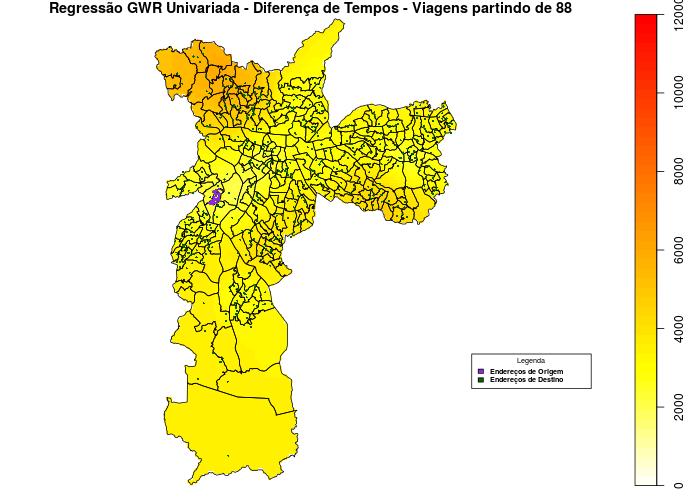 Regressão GWR Univariada - Diferença de Tempos - Viagens partindo de 88
Legenda
Endereços de Origem
Endereços de Destino
12000
10000
8000
6000
4000
2000
0